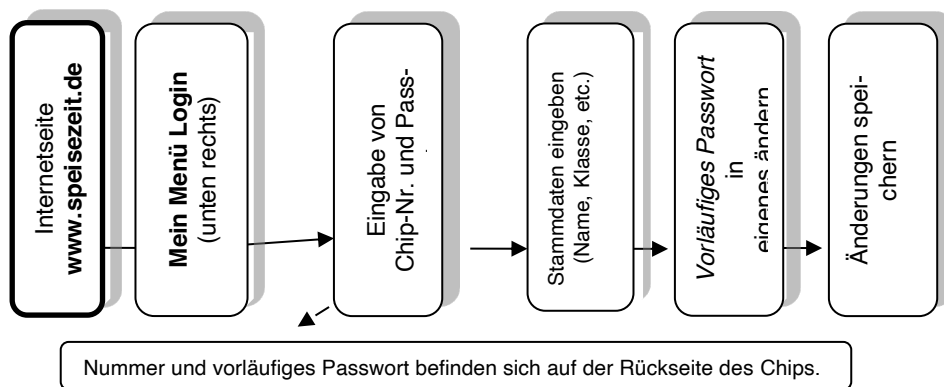 Internetseite
www.speisezeit.de
Mein Menü Login
(unten rechts)
Eingabe von
Chip-Nr. und Pass-
Stammdaten eingeben
(Name, Klasse, etc.)
Vorläufiges Passwort
in
eigenes ändern
Änderungen spei-
chern
Nummer und vorläufiges Passwort befinden sich auf der Rückseite des Chips.